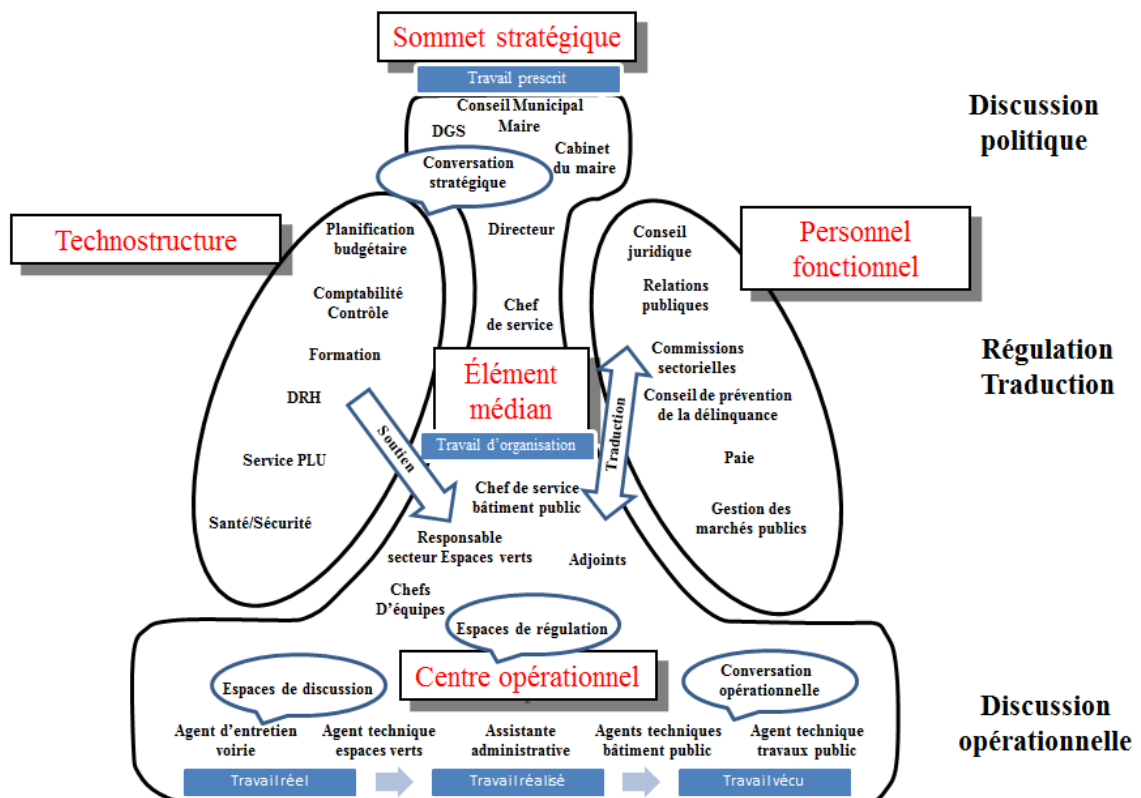 Sommet stratégique
Travail prescrit
Conseil Municipal
Maire
DGS
Cabinet
du maire
Conversation
stratégique
Discussion
politique
Technostructure
Planification
budgétaire
Comptabilité
Contrôle
Formation
DRH
Service PLU
Santé/Sécurité
Soutien
Directeur
Chef
de service
Élément
médian
Travail d'organisation
Traduction
Chef de service
bâtiment public
Responsable
secteur Espaces verts
Adjoints
Chefs
D'équipes
Personnel
fonctionnel
Conseil
juridique
Relations
publiques
Commissions
sectorielles
Conseil de prévention
de la délinquance
Paie
Gestion des
marchés publics
Régulation
Traduction
Espaces de régulation
Centre opérationnel
Espaces de discussion
Conversation
opérationnelle
Agent d'entretien
voirie
Agent technique
espaces verts
Assistante
administrative
Agents techniques
bâtiment public
Agent technique
travaux public
Travail réel
Travail réalisé
Travail vécu
Discussion
opérationnelle